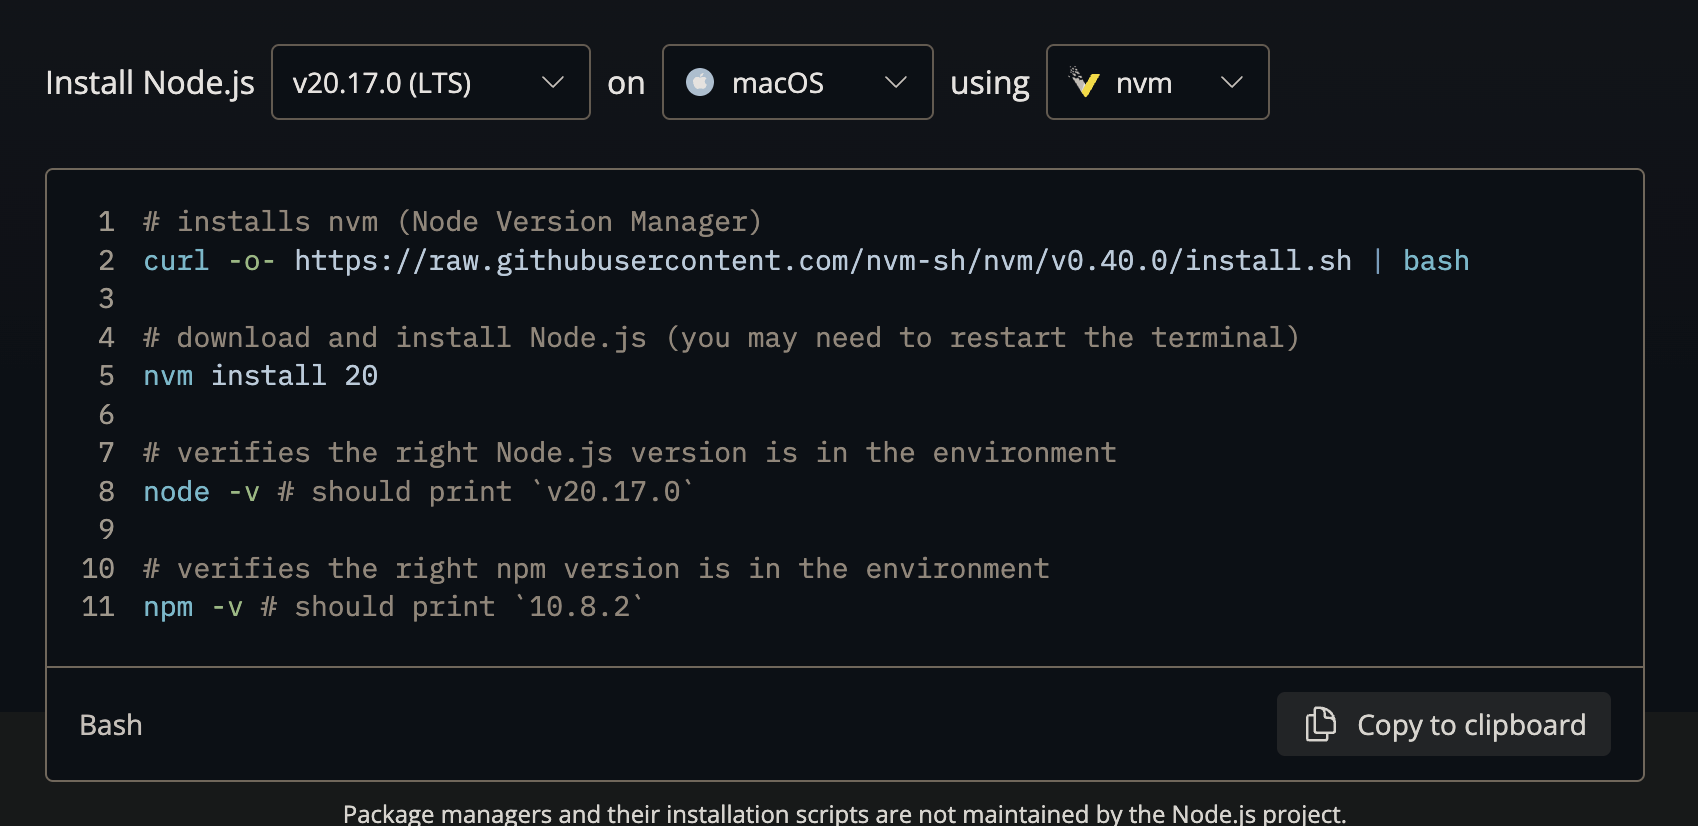 Install Node.js v20.17.0 (LTS) on macOS using nvm
1 # installs nvm (Node Version Manager)
2 curl -o- https://raw.githubusercontent.com/nvm-sh/nvm/v0.40.0/install.sh | bash
3
4 # download and install Node.js (you may need to restart the terminal)
5 nvm install 20
6
7 # verifies the right Node.js version is in the environment
8 node -v # should print `v20.17.0`
9
10 # verifies the right npm version is in the environment
11 npm -v # should print `10.8.2`
Bash Copy to clipboard
Package managers and their installation scripts are not maintained by the Node.js project.